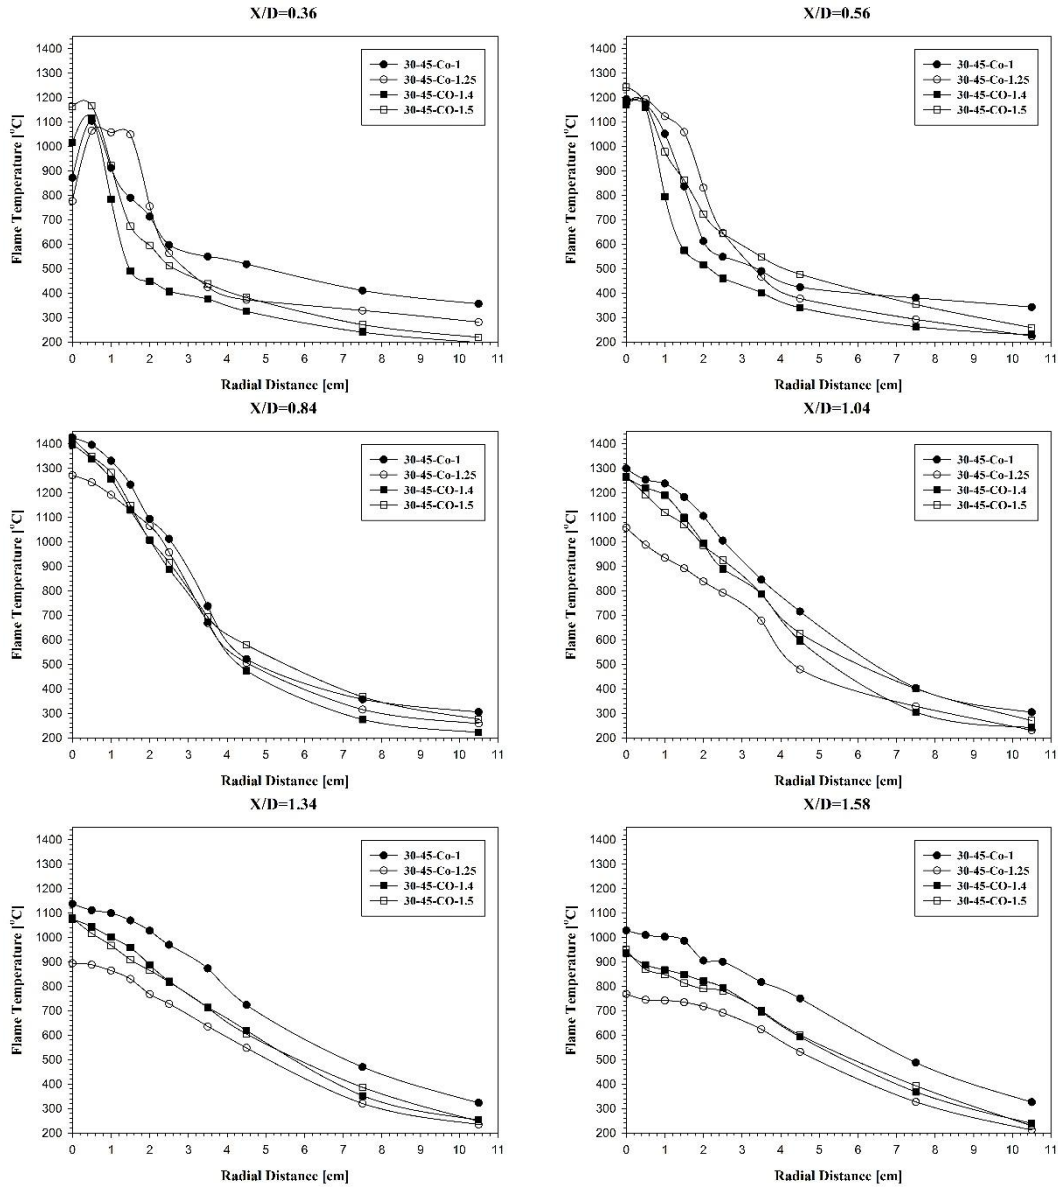 X/D=0.36
1400
1300
1200
1100
1000
900
800
700
600
500
400
300
200
Flame Temperature [°C]
30-45-Co-1
30-45-Co-1.25
30-45-CO-1.4
30-45-CO-1.5
0 1 2 3 4 5 6 7 8 9 10 11
Radial Distance [cm]
X/D=0.56
1400
1300
1200
1100
1000
900
800
700
600
500
400
300
200
Flame Temperature [°C]
30-45-Co-1
30-45-Co-1.25
30-45-CO-1.4
30-45-CO-1.5
0 1 2 3 4 5 6 7 8 9 10 11
Radial Distance [cm]
X/D=0.84
1400
1300
1200
1100
1000
900
800
700
600
500
400
300
200
Flame Temperature [°C]
30-45-Co-1
30-45-Co-1.25
30-45-CO-1.4
30-45-CO-1.5
0 1 2 3 4 5 6 7 8 9 10 11
Radial Distance [cm]
X/D=1.04
1400
1300
1200
1100
1000
900
800
700
600
500
400
300
200
Flame Temperature [°C]
30-45-Co-1
30-45-Co-1.25
30-45-CO-1.4
30-45-CO-1.5
0 1 2 3 4 5 6 7 8 9 10 11
Radial Distance [cm]
X/D=1.34
1400
1300
1200
1100
1000
900
800
700
600
500
400
300
200
Flame Temperature [°C]
30-45-Co-1
30-45-Co-1.25
30-45-CO-1.4
30-45-CO-1.5
0 1 2 3 4 5 6 7 8 9 10 11
Radial Distance [cm]
X/D=1.58
1400
1300
1200
1100
1000
900
800
700
600
500
400
300
200
Flame Temperature [°C]
30-45-Co-1
30-45-Co-1.25
30-45-CO-1.4
30-45-CO-1.5
0 1 2 3 4 5 6 7 8 9 10 11
Radial Distance [cm]